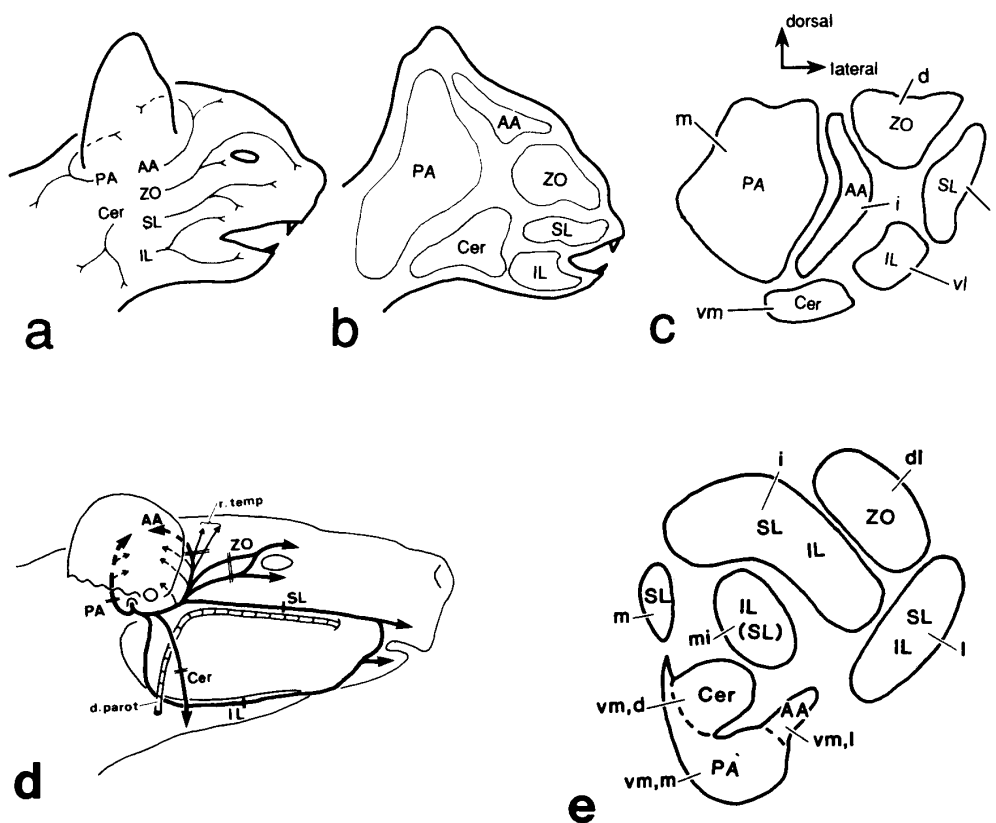 AA
PA
ZO
Cer
SL
IL
a
AA
PA
ZO
SL
Cer
IL
b
dorsal
lateral
d
m
ZO
PA
AA
SL
i
IL
vm
Cer
vl
c
r. temp
AA
ZO
PA
SL
Cer
d. parot
IL
d
i
dl
SL
ZO
IL
SL
m
IL
(SL)
mi
SL
IL
l
Cer
vm,d
AA
vm,l
vm,m
PA
e